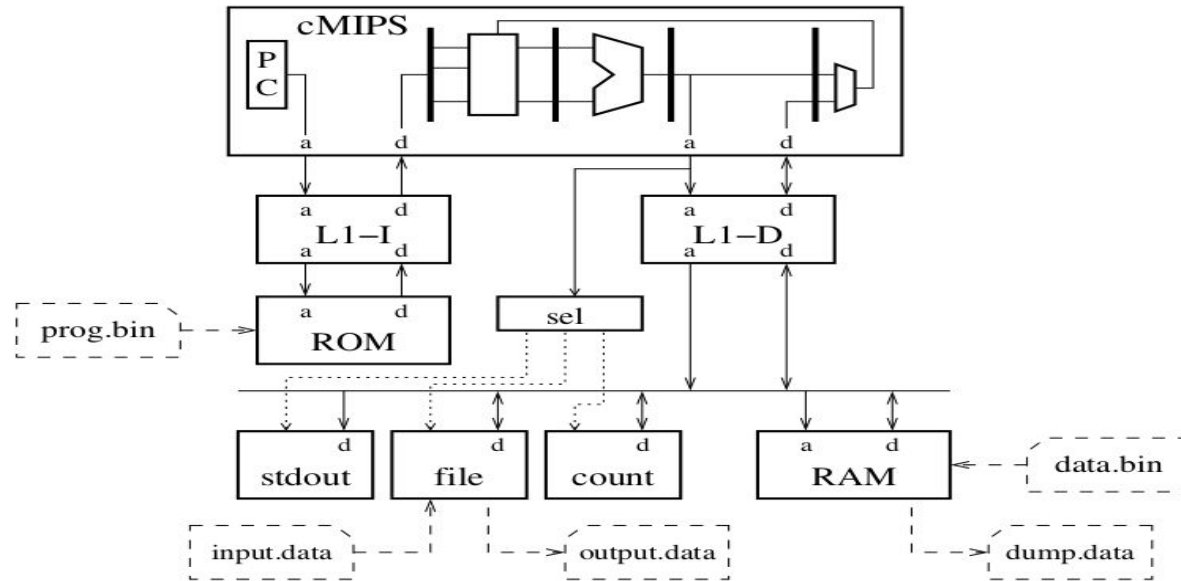 cMIPS
P
C
a d a d
a d a d
L1–I L1–D
a d a d
a d sel
prog.bin ROM
d d d a d
stdout file count RAM data.bin
input.data output.data dump.data